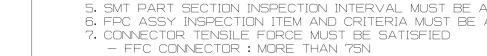 5. SMT PART SECTION INSPECTION INTERVAL MUST BE A
6. FPC ASSY INSPECTION ITEM AND CRITERIA MUST BE A
7. CONNECTOR TENSILE FORCE MUST BE SATISFIED
– FFC CONNECTOR : MORE THAN 75N